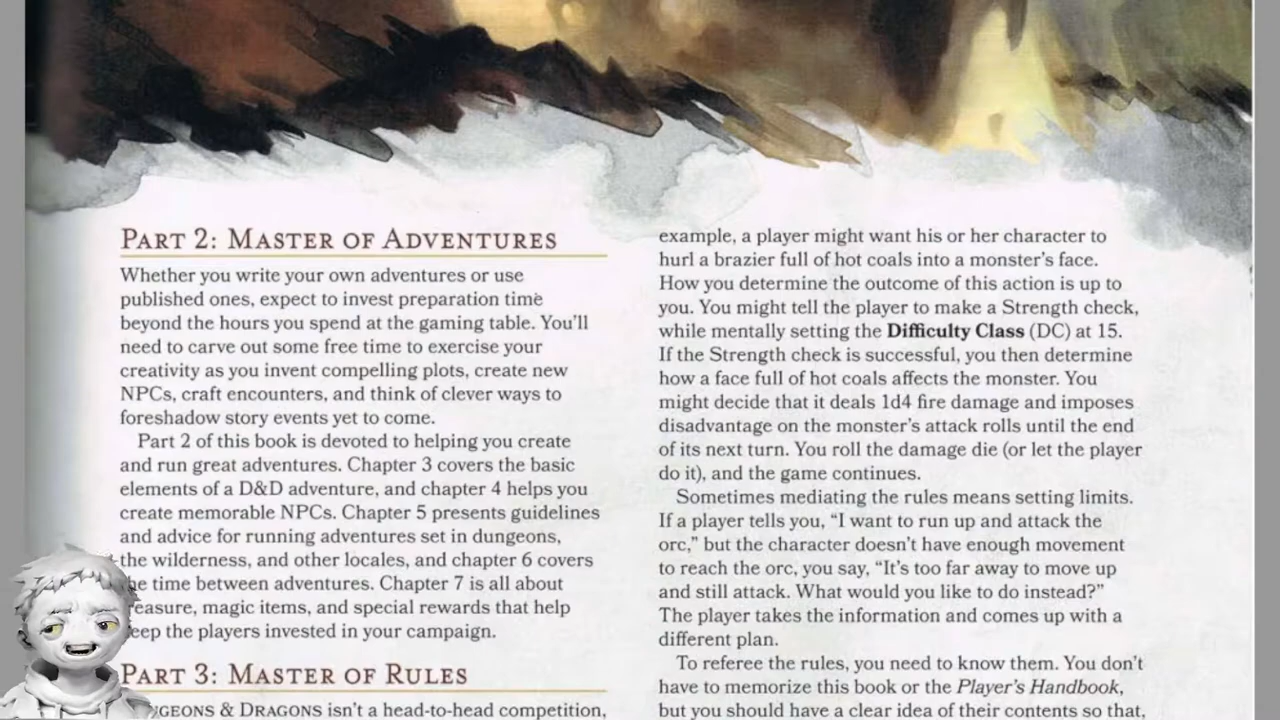 PART 2: MASTER OF ADVENTURES
Whether you write your own adventures or use
published ones, expect to invest preparation time
beyond the hours you spend at the gaming table. You'll
need to carve out some free time to exercise your
creativity as you invent compelling plots, create new
NPCs, craft encounters, and think of clever ways to
foreshadow story events yet to come.
Part 2 of this book is devoted to helping you create
and run great adventures. Chapter 3 covers the basic
elements of a D&D adventure, and chapter 4 helps you
create memorable NPCs. Chapter 5 presents guidelines
and advice for running adventures set in dungeons,
the wilderness, and other locales, and chapter 6 covers
he time between adventures. Chapter 7 is all about
reasure, magic items, and special rewards that help
eep the players invested in your campaign.
PART 3: MASTER OF RULES
NGEONS & DRAGONS isn't a head-to-head competition,
example, a player might want his or her character to
hurl a brazier full of hot coals into a monster's face.
How you determine the outcome of this action is up to
you. You might tell the player to make a Strength check,
while mentally setting the Difficulty Class (DC) at 15.
If the Strength check is successful, you then determine
how a face full of hot coals affects the monster. You
might decide that it deals 1d4 fire damage and imposes
disadvantage on the monster's attack rolls until the end
of its next turn. You roll the damage die (or let the player
do it), and the game continues.
Sometimes mediating the rules means setting limits.
If a player tells you, "I want to run up and attack the
orc," but the character doesn't have enough movement
to reach the orc, you say, "It's too far away to move up
and still attack. What would you like to do instead?"
The player takes the information and comes up with a
different plan.
To referee the rules, you need to know them. You don't
have to memorize this book or the Player's Handbook,
but you should have a clear idea of their contents so that,